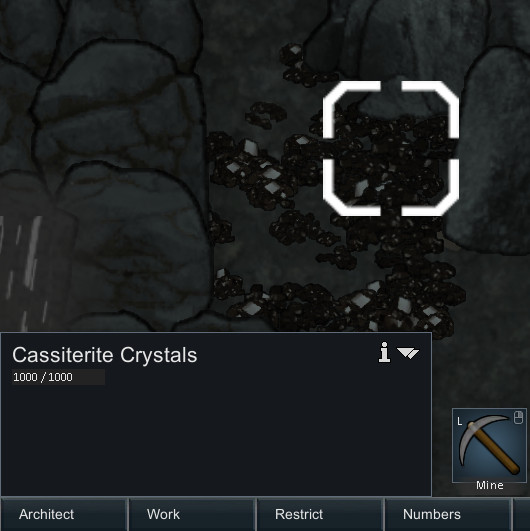 Cassiterite Crystals
1000 / 1000
L
Mine
Architect
Work
Restrict
Numbers